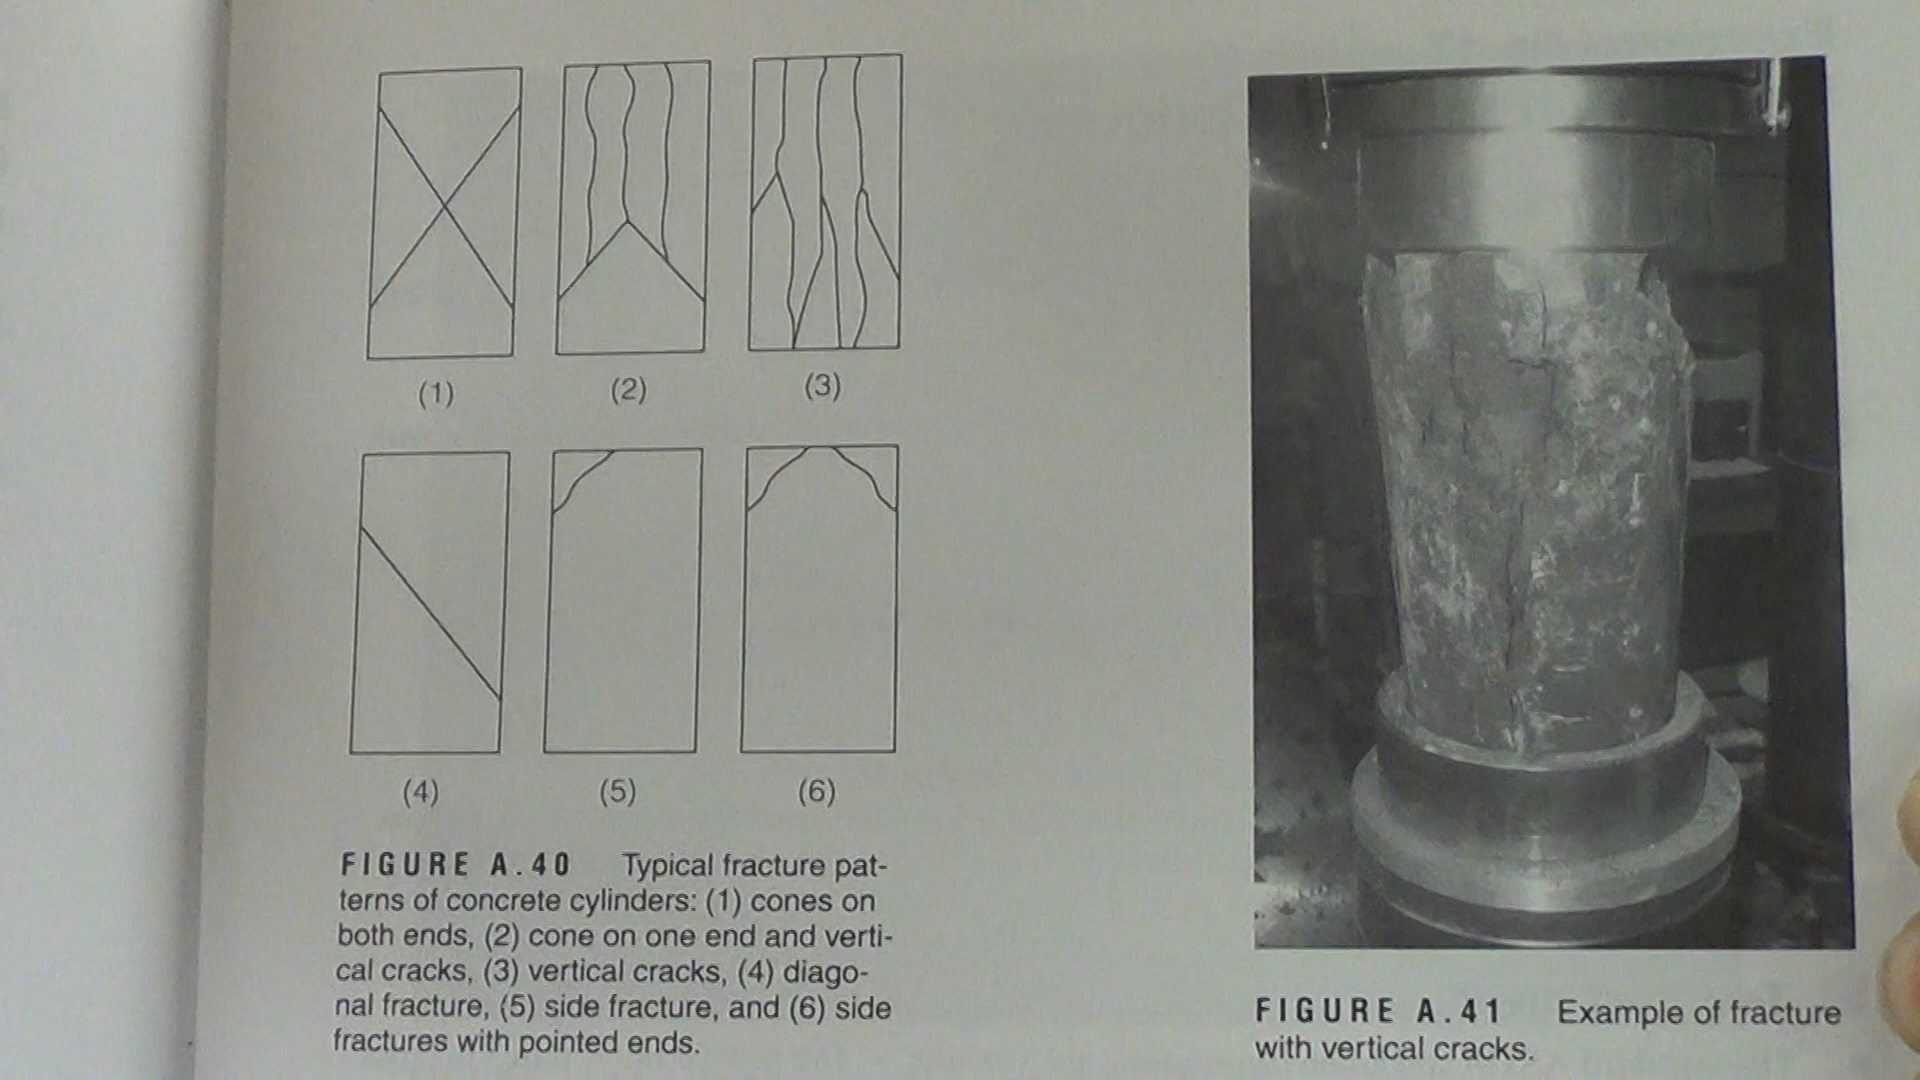 (1)
(2)
(3)
(4)
(5)
(6)
FIGURE A.40 Typical fracture pat-
terns of concrete cylinders: (1) cones on
both ends, (2) cone on one end and verti-
cal cracks, (3) vertical cracks, (4) diago-
nal fracture, (5) side fracture, and (6) side
fractures with pointed ends.
FIGURE A.41 Example of fracture
with vertical cracks.